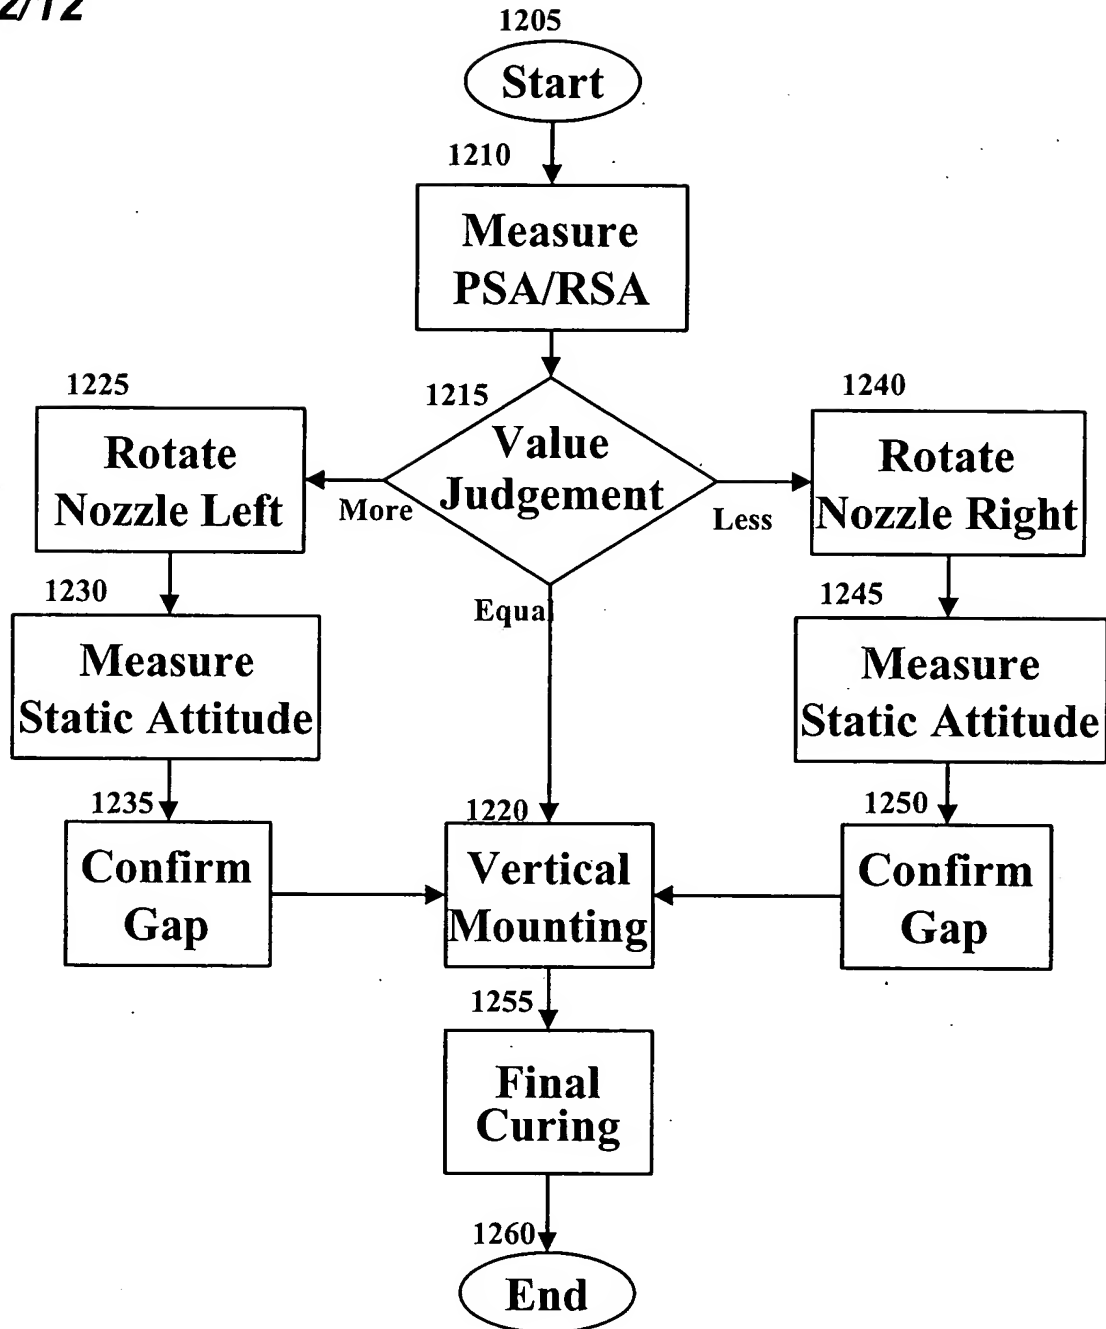 2/12
1205
Start
1210
Measure
PSA/RSA
1215
Value
Judgement
More
Less
Equal
1225
Rotate
Nozzle Left
1230
Measure
Static Attitude
1235
Confirm
Gap
1240
Rotate
Nozzle Right
1245
Measure
Static Attitude
1250
Confirm
Gap
1220
Vertical
Mounting
1255
Final
Curing
1260
End